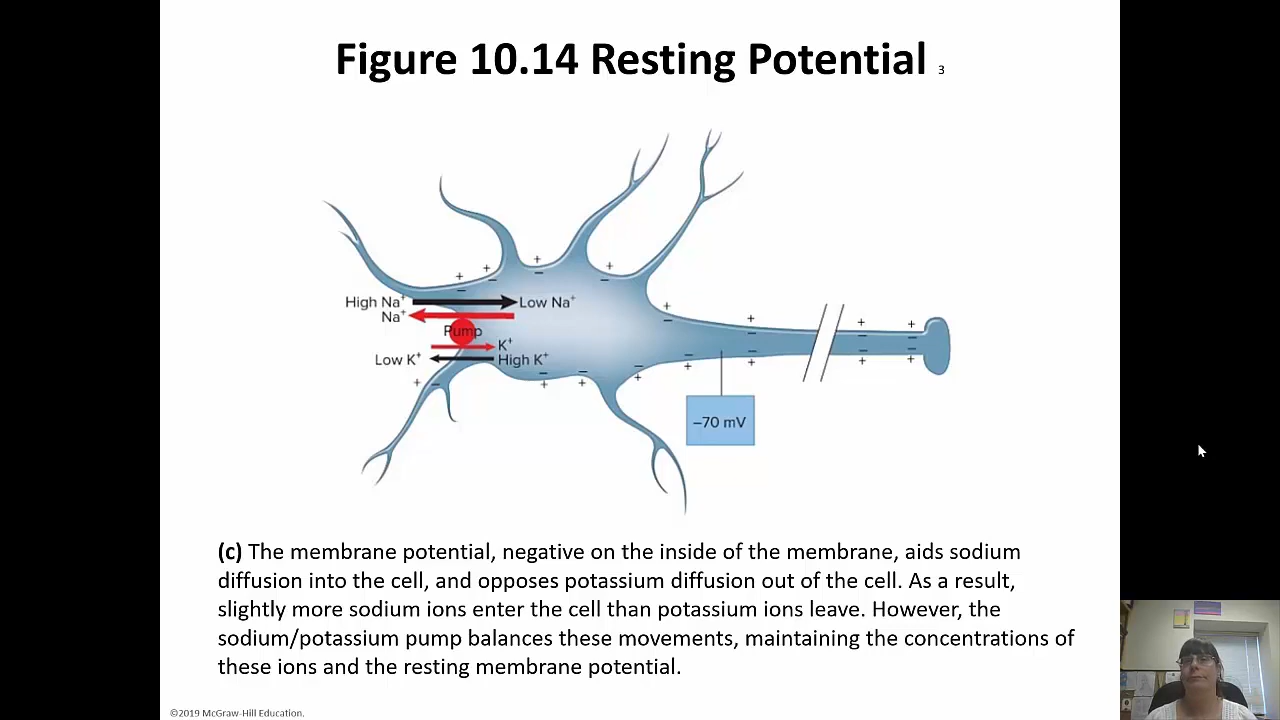 Figure 10.14 Resting Potential 3
High Na⁺
Low Na⁺
Na⁺
Pump
K⁺
Low K⁺
High K⁺
–70 mV
(c) The membrane potential, negative on the inside of the membrane, aids sodium
diffusion into the cell, and opposes potassium diffusion out of the cell. As a result,
slightly more sodium ions enter the cell than potassium ions leave. However, the
sodium/potassium pump balances these movements, maintaining the concentrations of
these ions and the resting membrane potential.
©2019 McGraw-Hill Education.